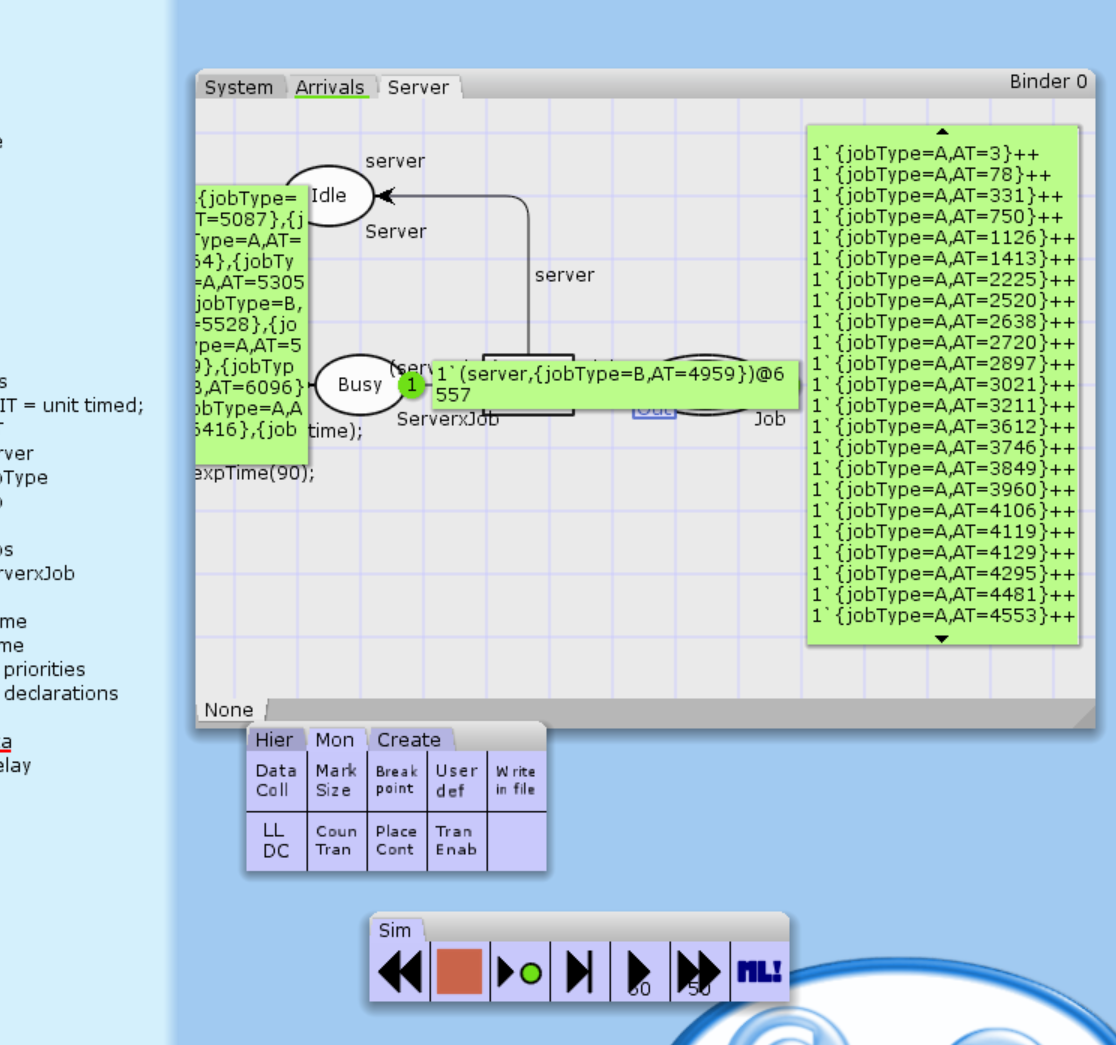 System Arrivals Server Binder 0
server
Idle
Server
server
{jobType=
T=5087},{j
ype=A,AT=
64},{jobTy
=A,AT=5305
jobType=B,
=5528},{jo
pe=A,AT=5
9},{jobTyp
B,AT=6096}
obType=A,A
6416},{job
Busy
(serv
1
1`(server,{jobType=B,AT=4959})@6
557
ServerxJob
Out
Job
time);
expTime(90);
1`{jobType=A,AT=3}++
1`{jobType=A,AT=78}++
1`{jobType=A,AT=331}++
1`{jobType=A,AT=750}++
1`{jobType=A,AT=1126}++
1`{jobType=A,AT=1413}++
1`{jobType=A,AT=2225}++
1`{jobType=A,AT=2520}++
1`{jobType=A,AT=2638}++
1`{jobType=A,AT=2720}++
1`{jobType=A,AT=2897}++
1`{jobType=A,AT=3021}++
1`{jobType=A,AT=3211}++
1`{jobType=A,AT=3612}++
1`{jobType=A,AT=3746}++
1`{jobType=A,AT=3849}++
1`{jobType=A,AT=3960}++
1`{jobType=A,AT=4106}++
1`{jobType=A,AT=4119}++
1`{jobType=A,AT=4129}++
1`{jobType=A,AT=4295}++
1`{jobType=A,AT=4481}++
1`{jobType=A,AT=4553}++
e
s
IT = unit timed;
rver
oType
os
rverxJob
me
me
priorities
declarations
a
elay
None
Hier Mon Create
Data Coll
Mark Size
Break point
User def
Write in file
LL DC
Coun Tran
Place Cont
Tran Enab
Sim
50
ML!